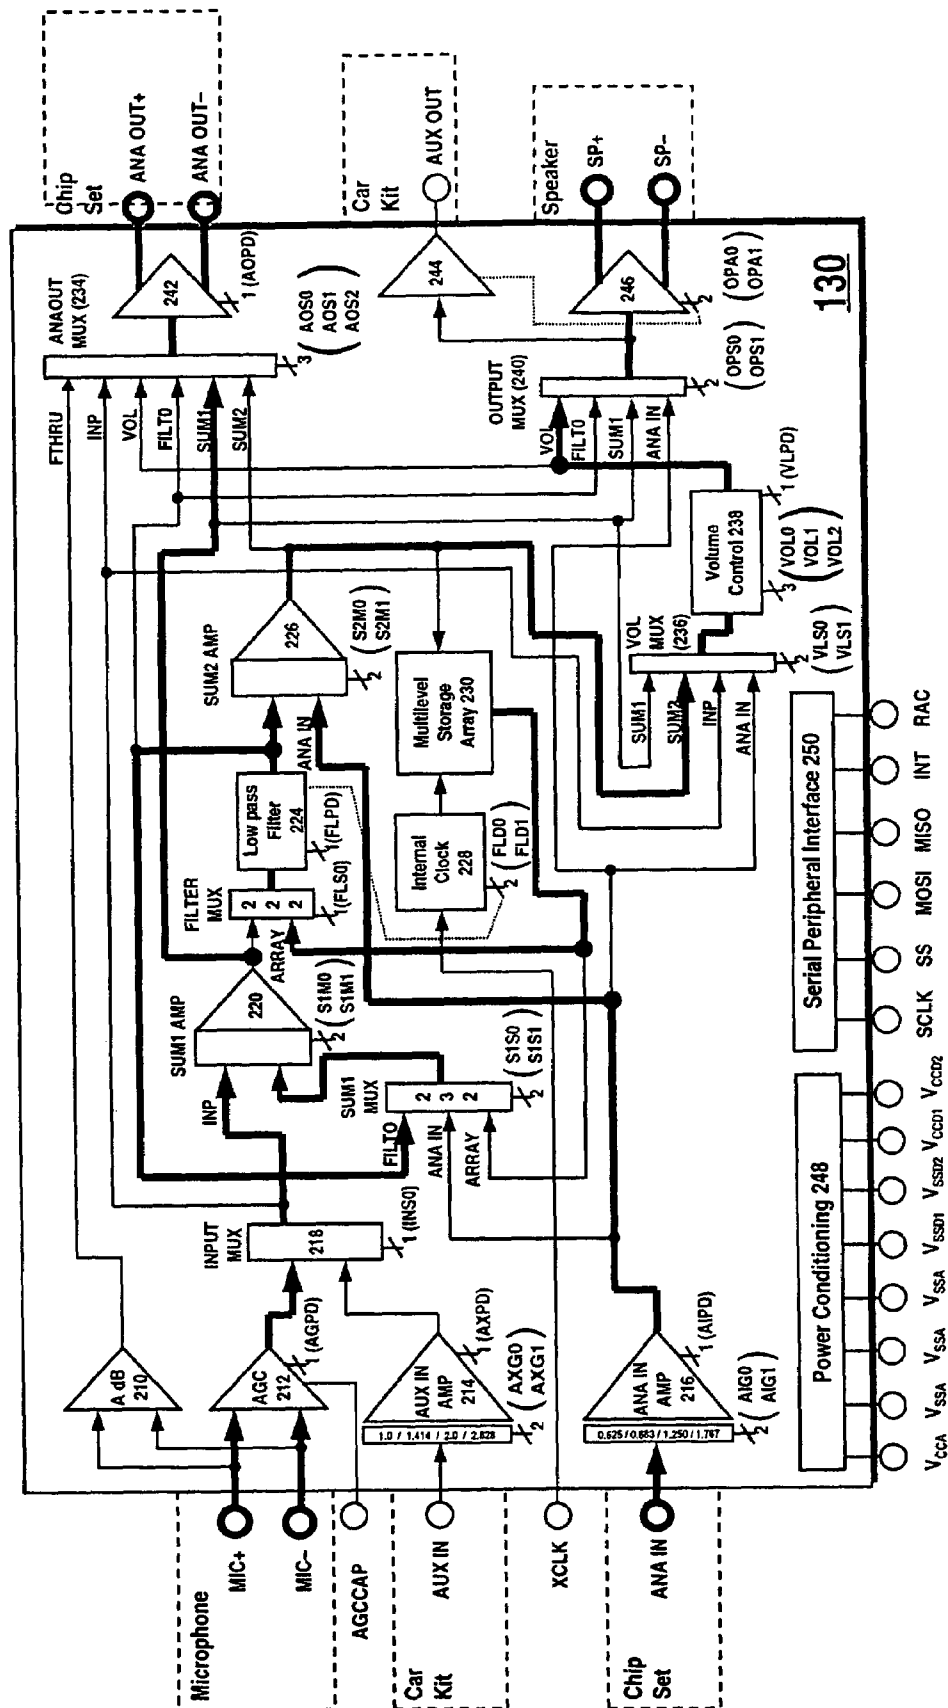 Microphone
MIC+
MIC-
AGCCAP
Car
Kit
AUX IN
XCLK
Chip
Set
ANA IN
A dB
210
AGC
212
1 (AGPD)
1.0 / 1.414 / 2.0 / 2.828
AUX IN
AMP
214
1 (AXPD)
2
(AXG0
AXG1)
0.625 / 0.883 / 1.250 / 1.767
ANA IN
AMP
216
1 (AIPD)
2
(AIG0
AIG1)
INPUT
MUX
218
1 (INS0)
INP
FILTO
ANA IN
ARRAY
SUM1
MUX
2
3
2
2
(S1S0
S1S1)
SUM1 AMP
220
2
(S1M0
S1M1)
ARRAY
FILTER
MUX
2
2
2
1(FLS0)
Low pass
Filter
224
1(FLPD)
ANA IN
Internal
Clock
228
2
(FLD0
FLD1)
SUM2 AMP
226
2
(S2M0
S2M1)
Multilevel
Storage
Array 230
FTHRU
INP
VOL
FILT0
SUM1
SUM2
ANAOUT
MUX (234)
3
(AOS0
AOS1
AOS2)
242
1 (AOPD)
SUM1
SUM2
INP
ANA IN
VOL
MUX
(236)
2
(VLS0
VLS1)
Volume
Control 238
3
(VOL0
VOL1
VOL2)
1 (VLPD)
VOL
FILT0
SUM1
ANA IN
OUTPUT
MUX (240)
2
(OPS0
OPS1)
244
246
2
(OPA0
OPA1)
Chip
Set
ANA OUT+
ANA OUT-
Car
Kit
AUX OUT
Speaker
SP+
SP-
130
Power Conditioning 248
Serial Peripheral Interface 250
VCCA
VSSA
VSSA
VSSA
VSSD1
VSSD2
VCCD1
VCCD2
SCLK
SS
MOSI
MISO
INT
RAC